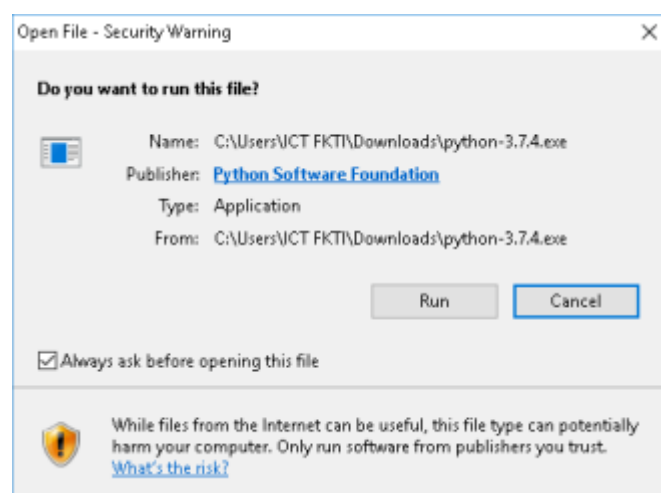 Open File - Security Warning
Do you want to run this file?
Name: C:\Users\ICT FKTI\Downloads\python-3.7.4.exe
Publisher: Python Software Foundation
Type: Application
From: C:\Users\ICT FKTI\Downloads\python-3.7.4.exe
Run Cancel
Always ask before opening this file
While files from the Internet can be useful, this file type can potentially
harm your computer. Only run software from publishers you trust.
What's the risk?